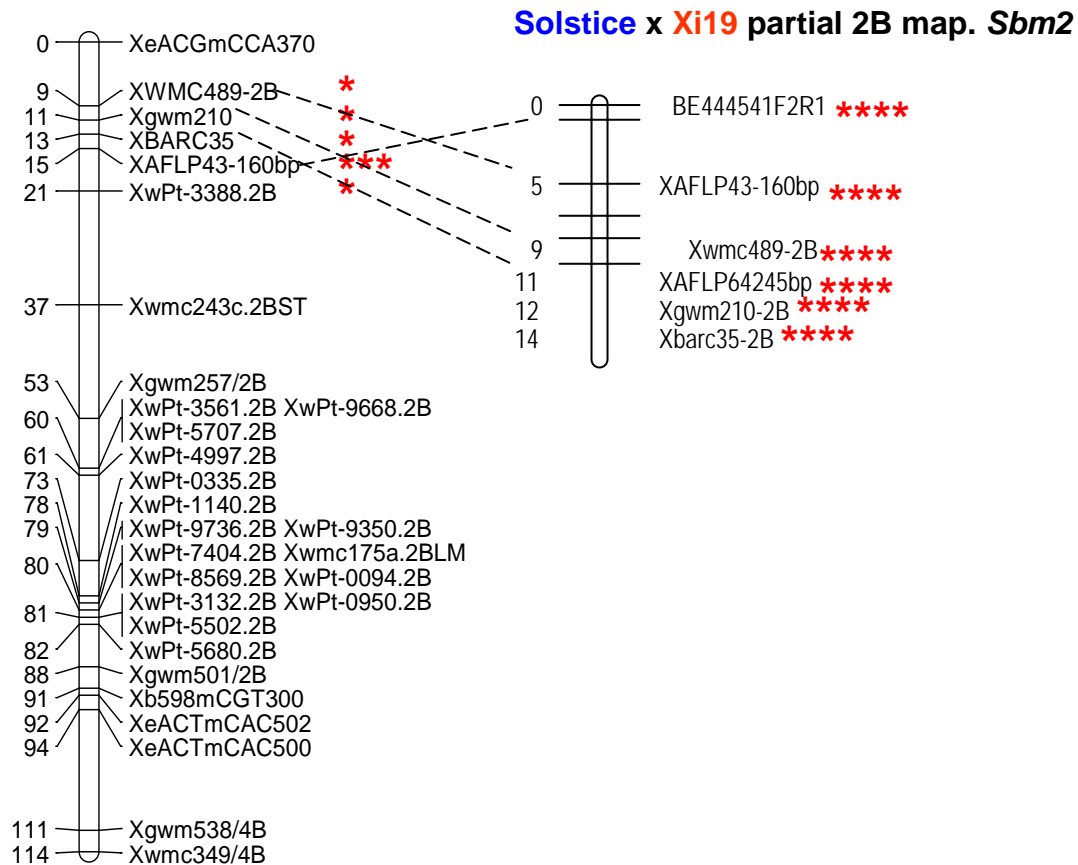 Solstice x Xi19 partial 2B map. Sbm2
0 XeACGmCCA370
9 XWMC489-2B *
11 Xgwm210 *
13 XBARC35 *
15 XAFLP43-160bp ***
21 XwPt-3388.2B *
37 Xwmc243c.2BST
53 Xgwm257/2B
60 XwPt-3561.2B XwPt-9668.2B
XwPt-5707.2B
61 XwPt-4997.2B
73 XwPt-0335.2B
78 XwPt-1140.2B
79 XwPt-9736.2B XwPt-9350.2B
80 XwPt-7404.2B Xwmc175a.2BLM
XwPt-8569.2B XwPt-0094.2B
81 XwPt-3132.2B XwPt-0950.2B
XwPt-5502.2B
82 XwPt-5680.2B
88 Xgwm501/2B
91 Xb598mCGT300
92 XeACTmCAC502
94 XeACTmCAC500
111 Xgwm538/4B
114 Xwmc349/4B
0 BE444541F2R1 ****
5 XAFLP43-160bp ****
9 Xwmc489-2B ****
11 XAFLP64245bp ****
12 Xgwm210-2B ****
14 Xbarc35-2B ****